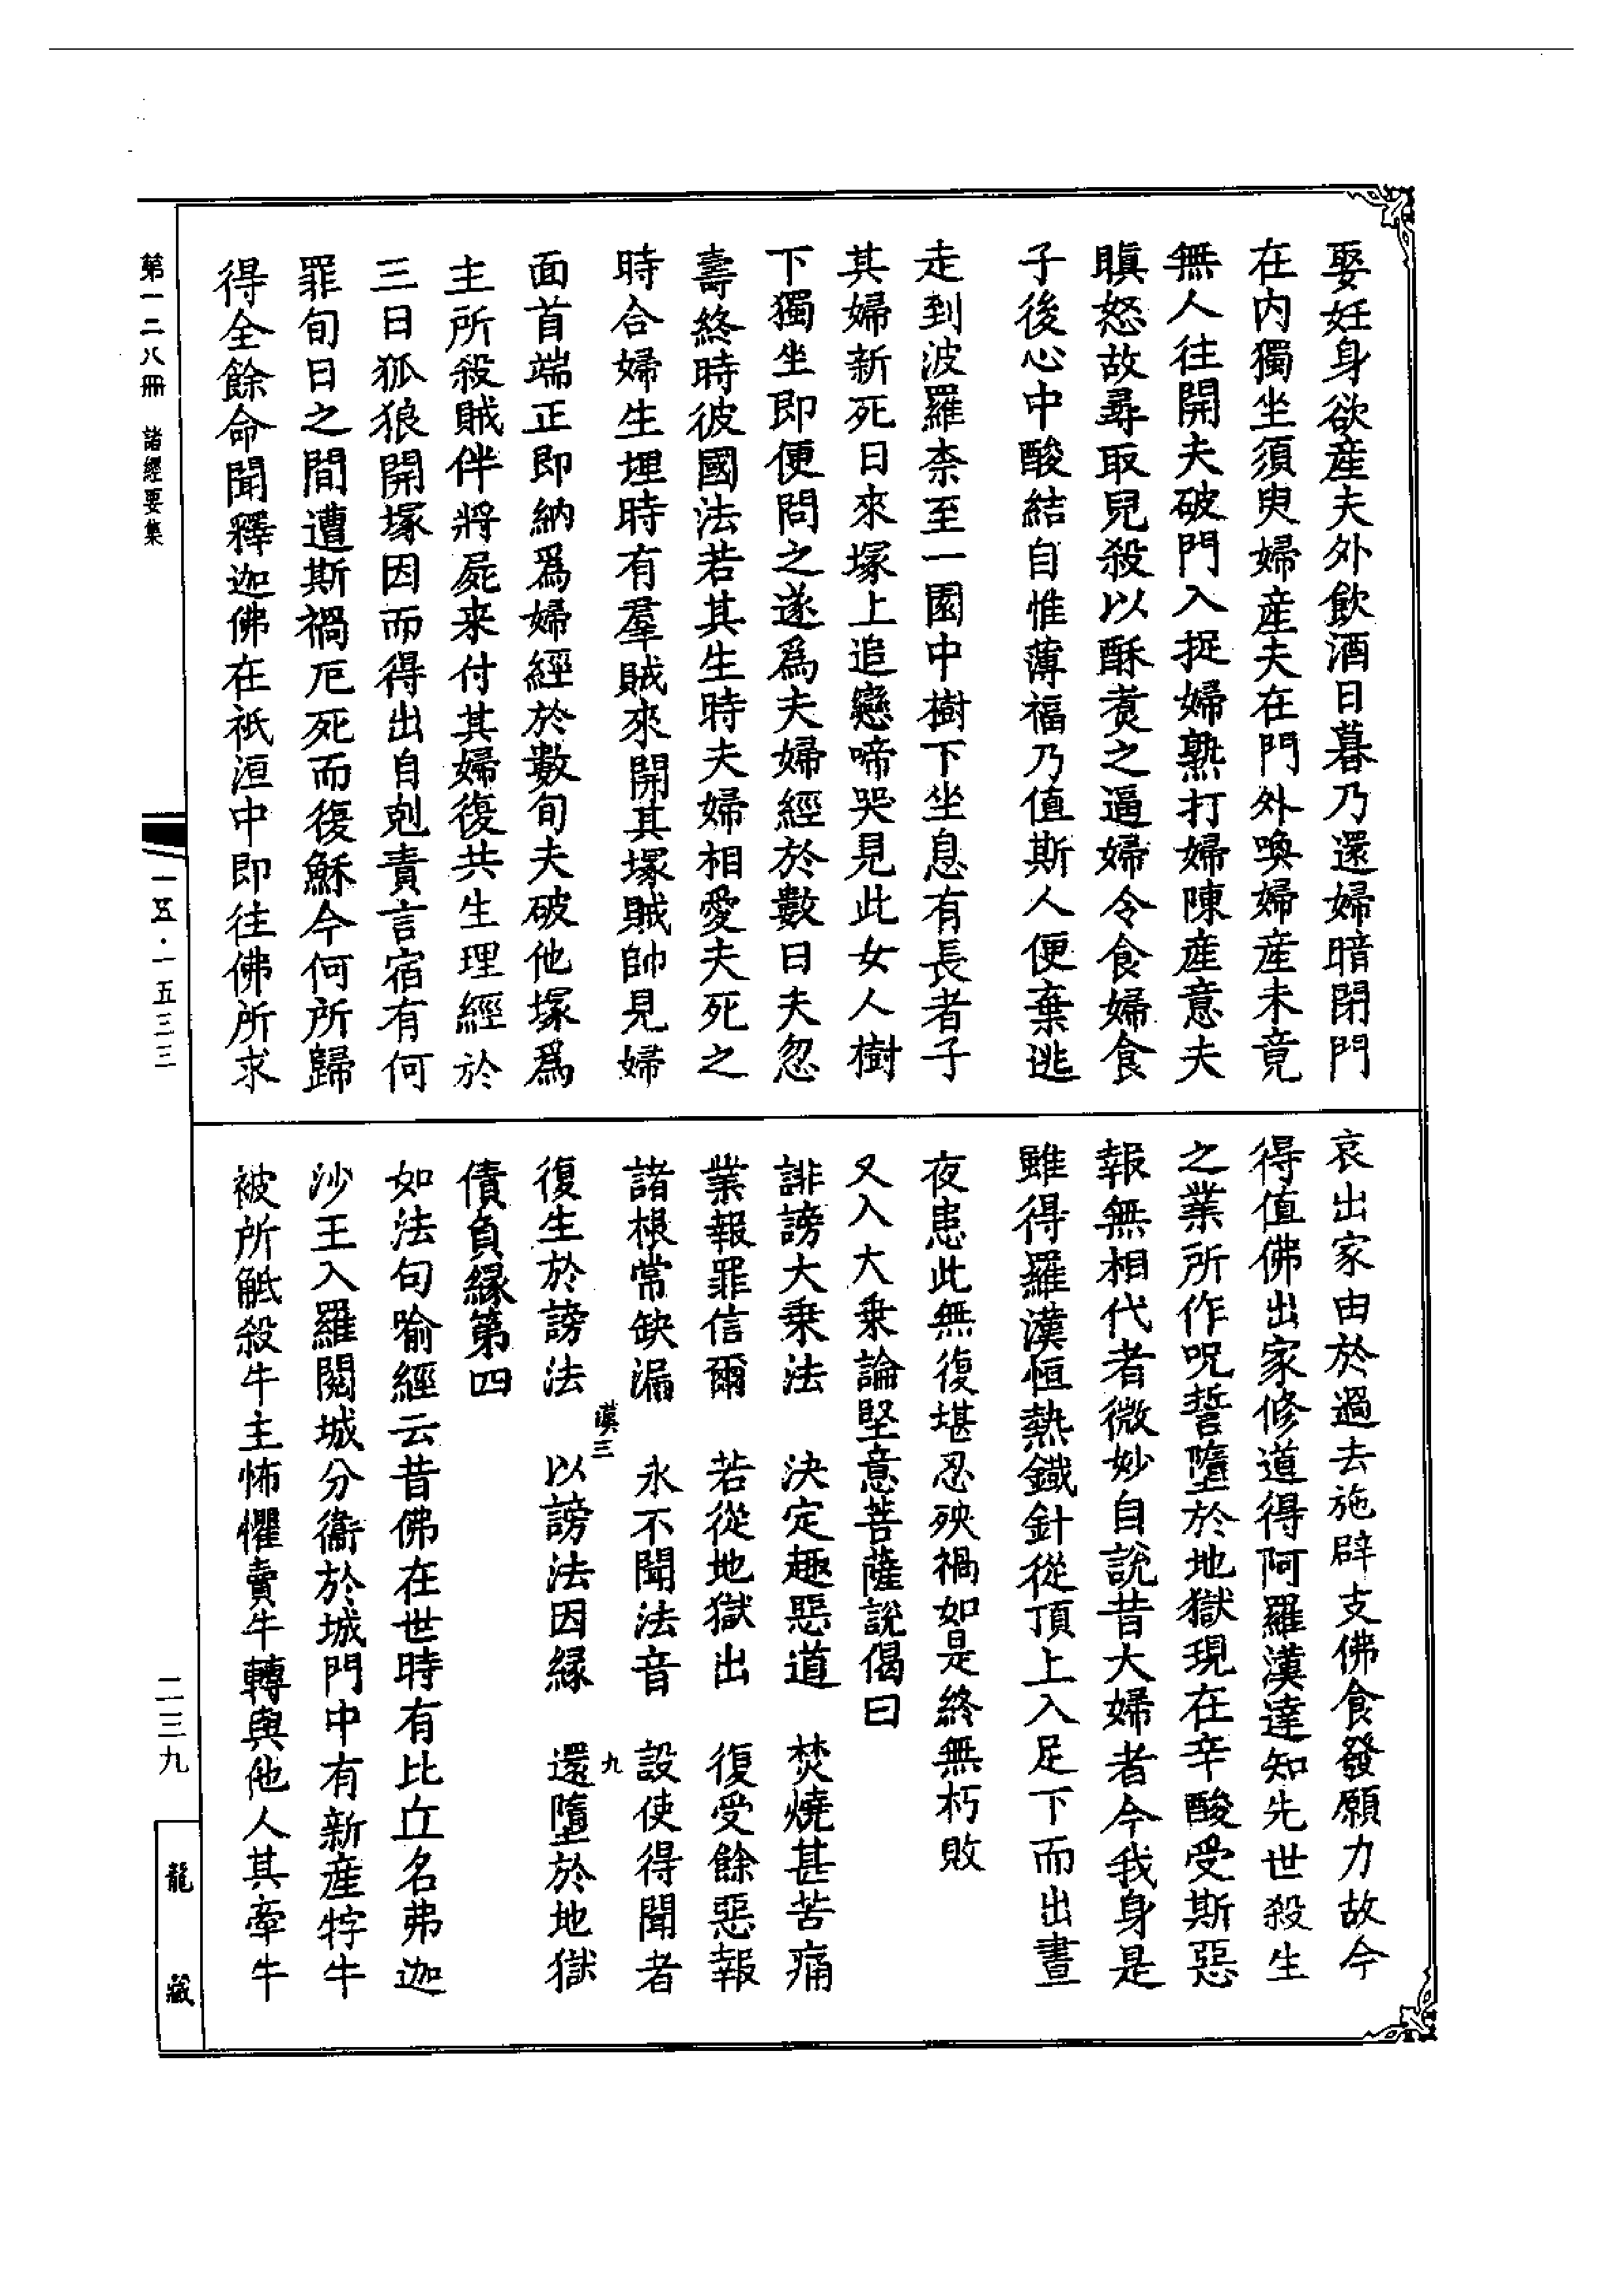 娶妊身欲産夫外飲酒日暮乃還婦暗閉門
在内獨坐須臾婦産夫在門外喚婦産未竟
無人往開夫破門入捉婦熟打婦陳産意夫
瞋怒故尋取兒殺以酥煑之逼婦令食婦食
子後心中酸結自惟薄福乃值斯人便棄逃
走到波羅柰至一園中樹下坐息有長者子
其婦新死日來塚上追戀啼哭見此女人樹
下獨坐即便問之遂爲夫婦經於數日夫忽
壽終時彼國法若其生時夫婦相愛夫死之
時合婦生埋時有羣賊來開其塚賊帥見婦
面首端正即納爲婦經於數旬夫破他塚爲
主所殺賊伴將屍来付其婦復共生理經於
三日狐狼開塚因而得出自剋責言宿有何
罪旬日之間遭斯禍厄死而復穌今何所歸
得全餘命聞釋迦佛在祇洹中即往佛所求
哀出家由於過去施辟支佛食發願力故今
得值佛出家修道得阿羅漢達知先世殺生
之業所作呪誓墮於地獄現在辛酸受斯惡
報無相代者微妙自說昔大婦者今我身是
雖得羅漢恒熱鐵針從頂上入足下而出晝
夜患此無復堪忍殃禍如是終無朽敗
又入大乗論堅意菩薩說偈曰
誹謗大乗法 決定趣惡道 焚燒甚苦痛
業報罪信爾 若從地獄出 復受餘惡報
諸根常缺漏 永不聞法音 設使得聞者
漠三 九
復生於謗法 以謗法因緣 還墮於地獄
債負緣第四
如法句喻經云昔佛在世時有比丘名弗迦
沙王入羅閱城分衞於城門中有新産牸牛
被所觝殺牛主怖懼賣牛轉與他人其牽牛
第一二八冊 諸經要集
一五·一五三三
二三九
龍藏